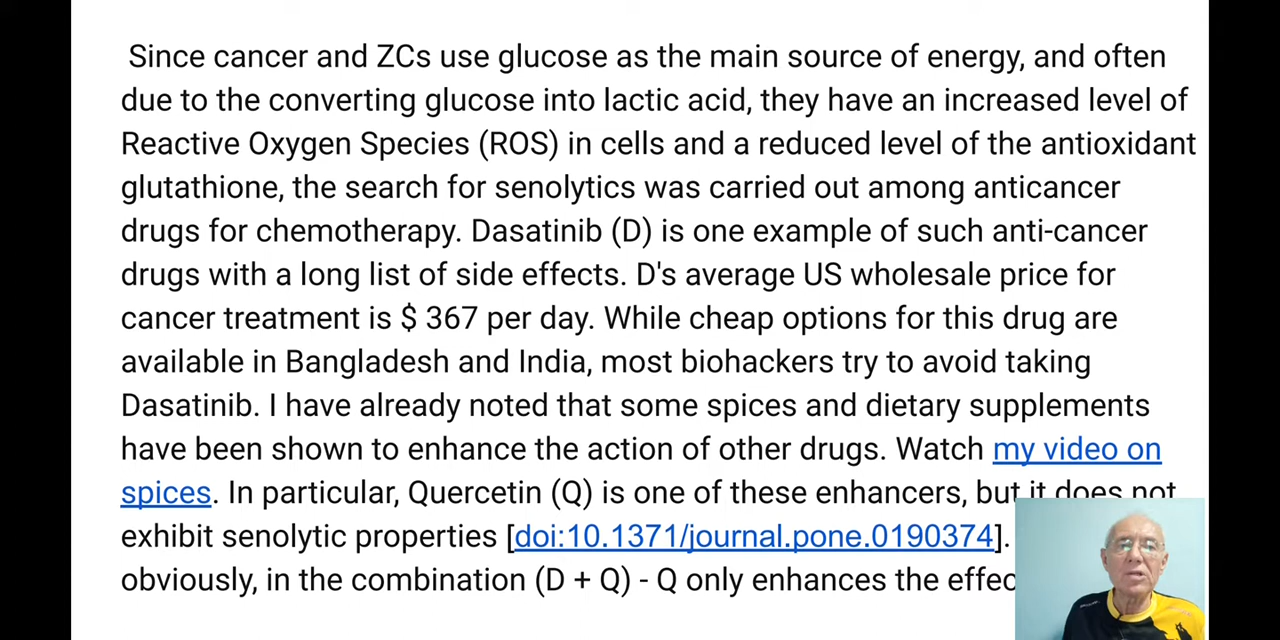 Since cancer and ZCs use glucose as the main source of energy, and often
due to the converting glucose into lactic acid, they have an increased level of
Reactive Oxygen Species (ROS) in cells and a reduced level of the antioxidant
glutathione, the search for senolytics was carried out among anticancer
drugs for chemotherapy. Dasatinib (D) is one example of such anti-cancer
drugs with a long list of side effects. D's average US wholesale price for
cancer treatment is $ 367 per day. While cheap options for this drug are
available in Bangladesh and India, most biohackers try to avoid taking
Dasatinib. I have already noted that some spices and dietary supplements
have been shown to enhance the action of other drugs. Watch my video on
spices. In particular, Quercetin (Q) is one of these enhancers, but it does not
exhibit senolytic properties [doi:10.1371/journal.pone.0190374].
obviously, in the combination (D + Q) - Q only enhances the